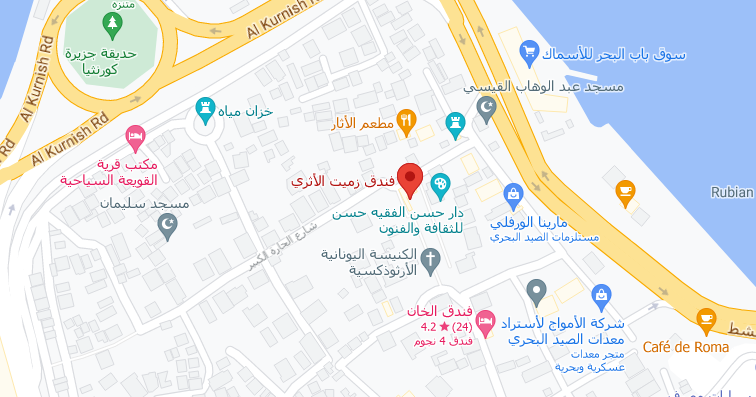 منتزه
حديقة جزيرة
كورنثيا
Al Kurnish Rd
Al Kurnish Rd
Al Kurnish Rd
Rd
سوق باب البحر للأسماك
مسجد عبد الوهاب القيسي
خزان مياه
مطعم الأثار
مكتب قرية
القويعة السياحية
فندق زميت الأثري
Rubian
مسجد سليمان
دار حسن الفقيه حسن
للثقافة والفنون
مارينا الورفلي
مستلزمات الصيد البحري
شارع الحارة الكبير
الكنيسة اليونانية
الأرثوذكسية
فندق الخان
4.2 ★ (24)
فندق 4 نجوم
شركة الأمواج لأستراد
معدات الصيد البحري
متجر معدات
عسكرية وبحرية
Café de Roma